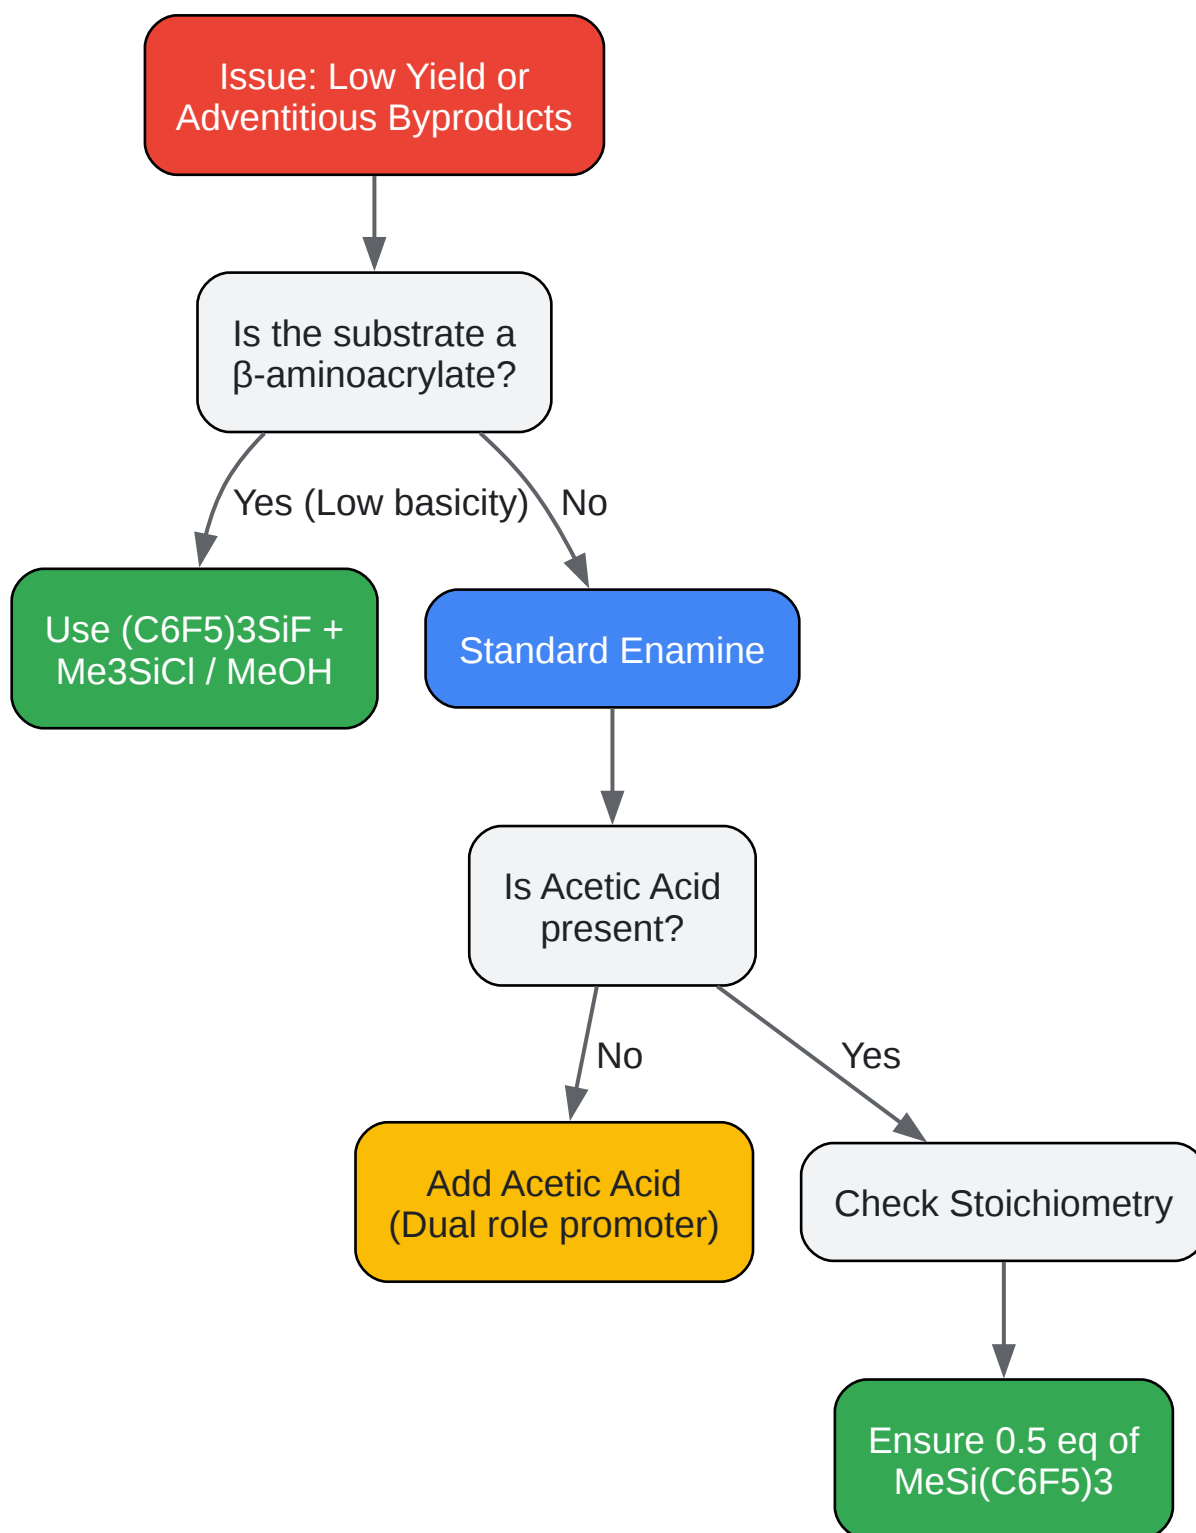 Issue: Low Yield or
Adventitious Byproducts
Is the substrate a
β-aminoacrylate?
Yes (Low basicity)
No
Use (C6F5)3SiF +
Me3SiCl / MeOH
Standard Enamine
Is Acetic Acid
present?
No
Yes
Add Acetic Acid
(Dual role promoter)
Check Stoichiometry
Ensure 0.5 eq of
MeSi(C6F5)3